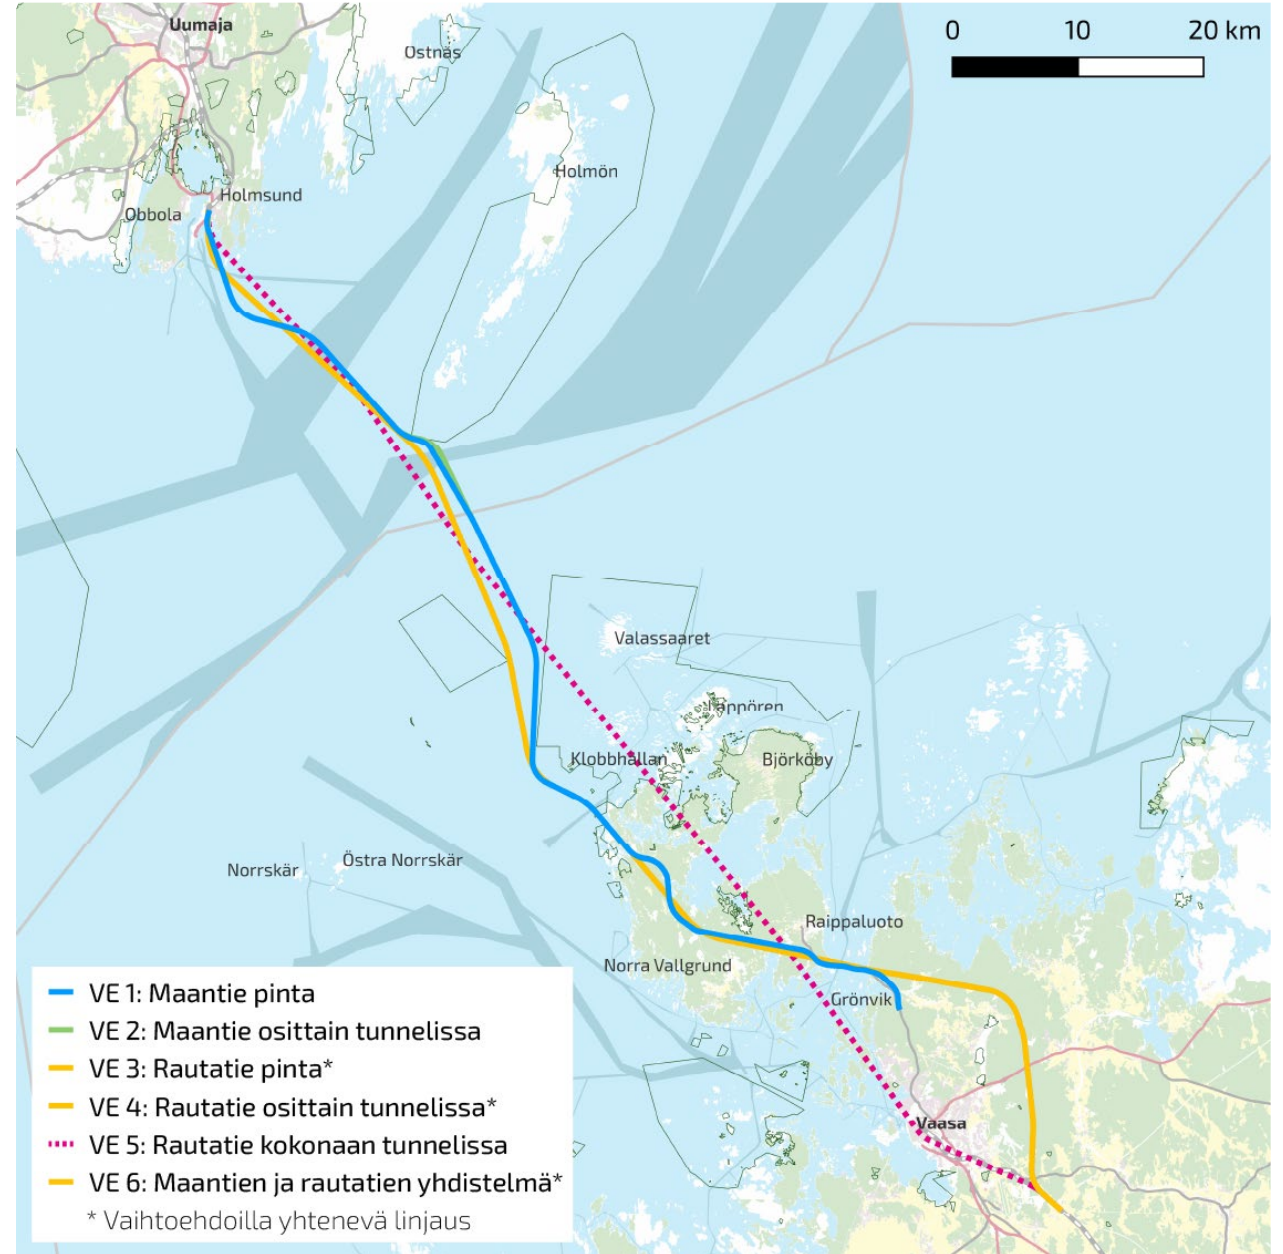 Uumaja
0 10 20 km
Ostnäs
Holmön
Holmsund
Obbola
Valassaaret
Lappören
Klobbhällan
Björköby
Östra Norrskär
Norrskär
Raippaluoto
Norra Vallgrund
Grönvik
Vaasa
VE 1: Maantie pinta
VE 2: Maantie osittain tunnelissa
VE 3: Rautatie pinta*
VE 4: Rautatie osittain tunnelissa*
VE 5: Rautatie kokonaan tunnelissa
VE 6: Maantien ja rautatien yhdistelmä*
* Vaihtoehdoilla yhtenevä linjaus